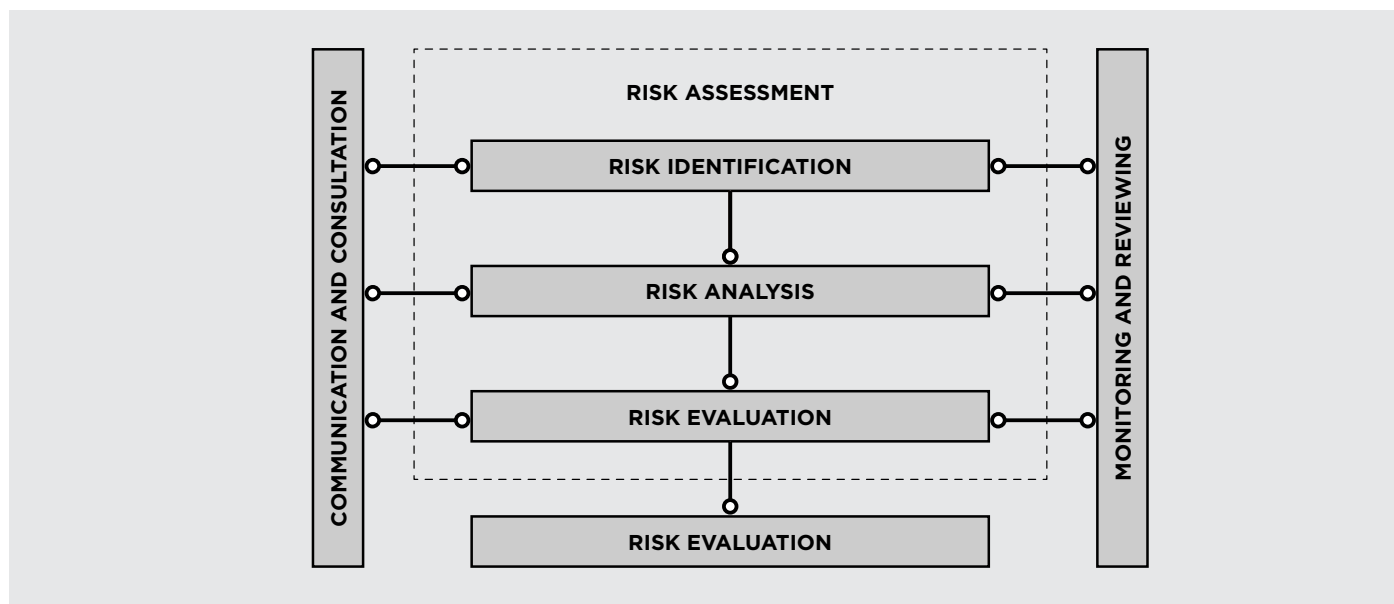 COMMUNICATION AND CONSULTATION
RISK ASSESSMENT
RISK IDENTIFICATION
RISK ANALYSIS
RISK EVALUATION
RISK EVALUATION
MONITORING AND REVIEWING